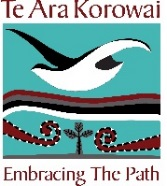 Te Ara Korowai
Embracing The Path